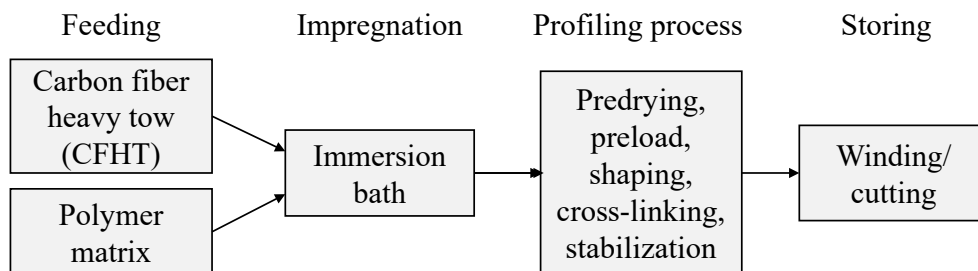 Feeding
Impregnation
Profiling process
Storing
Carbon fiber
heavy tow
(CFHT)
Polymer
matrix
Immersion
bath
Predrying,
preload,
shaping,
cross-linking,
stabilization
Winding/
cutting